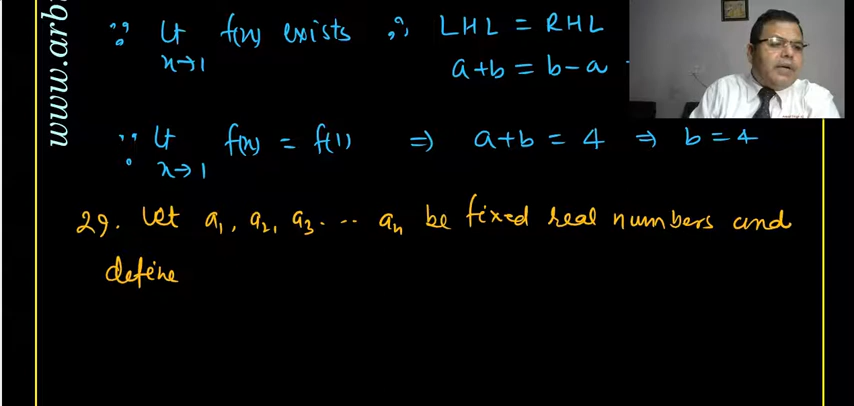 ∵ Lt f(x) exists ∴ LHL = RHL
x→1
a+b = b-a
∵ Lt f(x) = f(1) ⇒ a+b = 4 ⇒ b = 4
x→1
29. Let a₁, a₂, a₃ ... aₙ be fixed real numbers and
define
www.arb